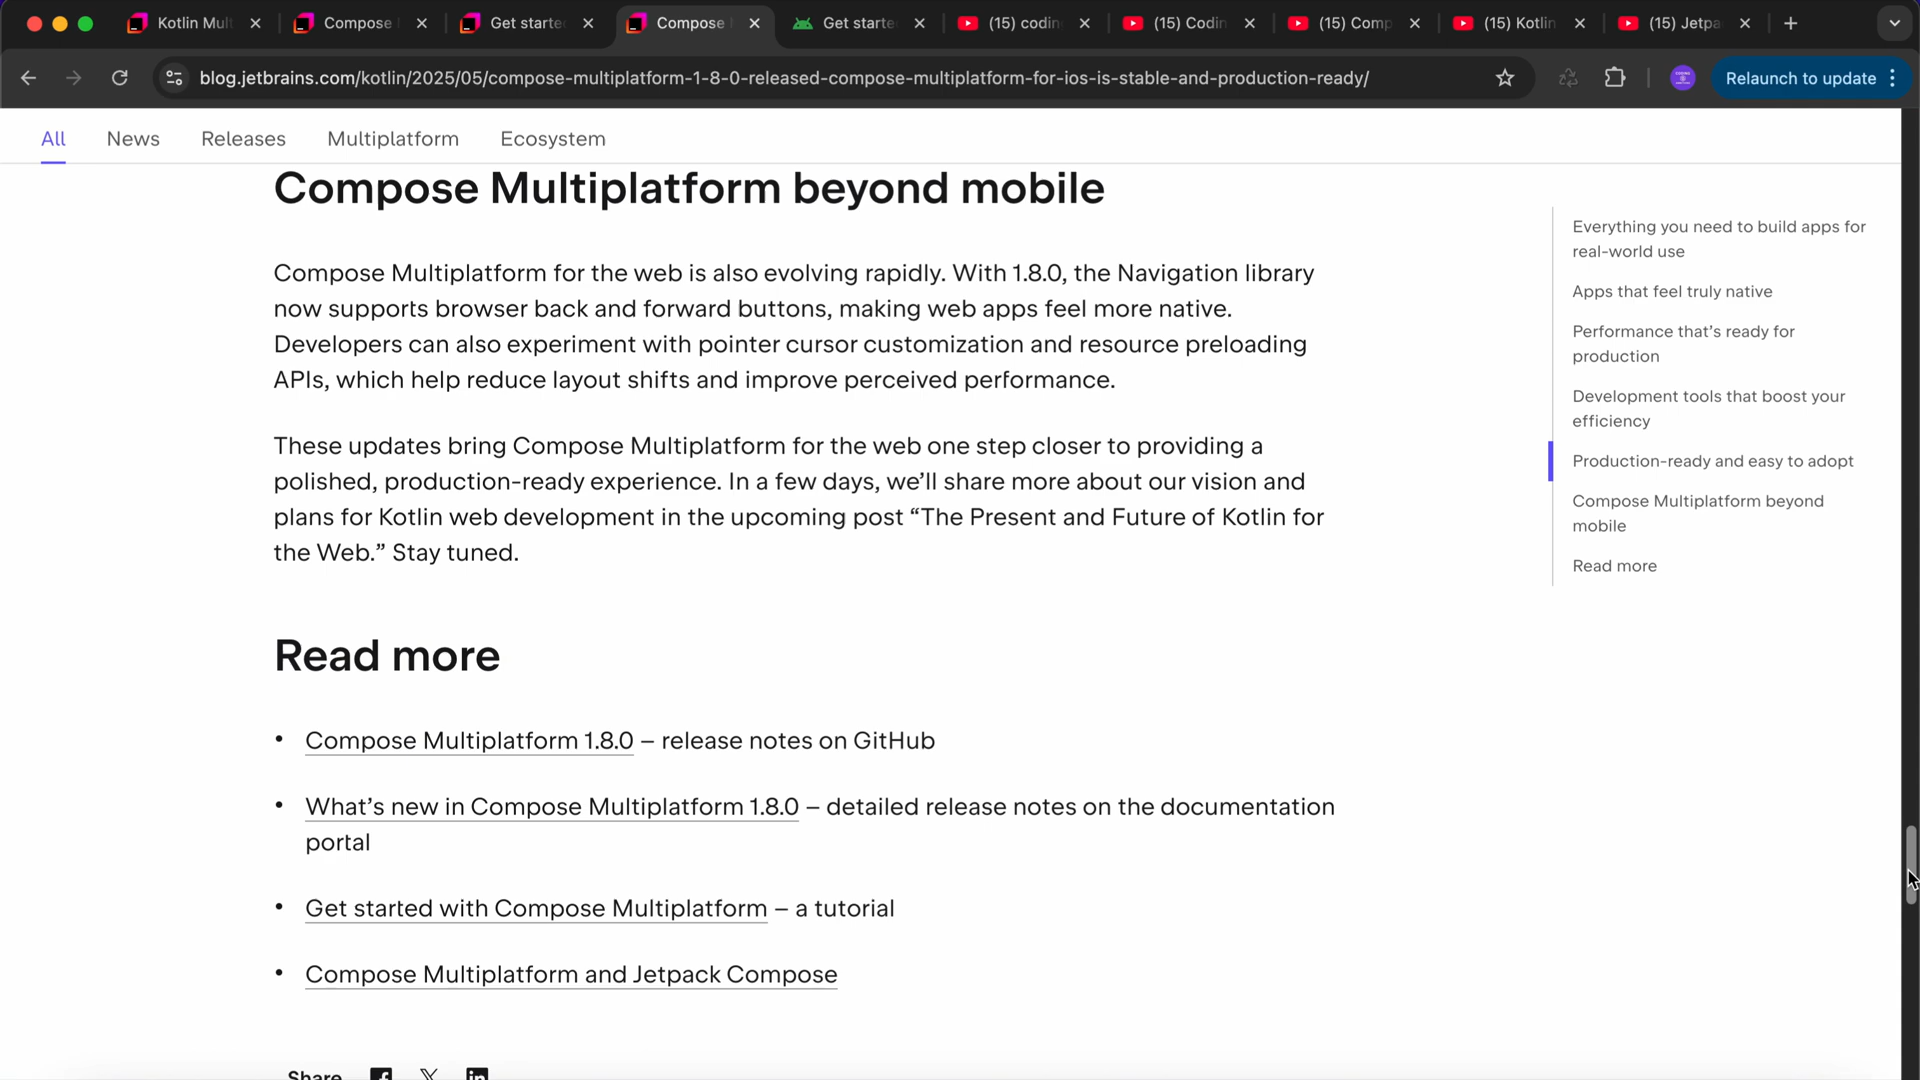 Kotlin Mul
Compose
Get starte
Compose
Get starte
(15) codin
(15) Codin
(15) Comp
(15) Kotlin
(15) Jetpa
blog.jetbrains.com/kotlin/2025/05/compose-multiplatform-1-8-0-released-compose-multiplatform-for-ios-is-stable-and-production-ready/
Relaunch to update
All
News
Releases
Multiplatform
Ecosystem
Compose Multiplatform beyond mobile
Compose Multiplatform for the web is also evolving rapidly. With 1.8.0, the Navigation library
now supports browser back and forward buttons, making web apps feel more native.
Developers can also experiment with pointer cursor customization and resource preloading
APIs, which help reduce layout shifts and improve perceived performance.
These updates bring Compose Multiplatform for the web one step closer to providing a
polished, production-ready experience. In a few days, we’ll share more about our vision and
plans for Kotlin web development in the upcoming post “The Present and Future of Kotlin for
the Web.” Stay tuned.
Read more
• Compose Multiplatform 1.8.0 – release notes on GitHub
• What’s new in Compose Multiplatform 1.8.0 – detailed release notes on the documentation
portal
• Get started with Compose Multiplatform – a tutorial
• Compose Multiplatform and Jetpack Compose
Share
Everything you need to build apps for
real-world use
Apps that feel truly native
Performance that’s ready for
production
Development tools that boost your
efficiency
Production-ready and easy to adopt
Compose Multiplatform beyond
mobile
Read more